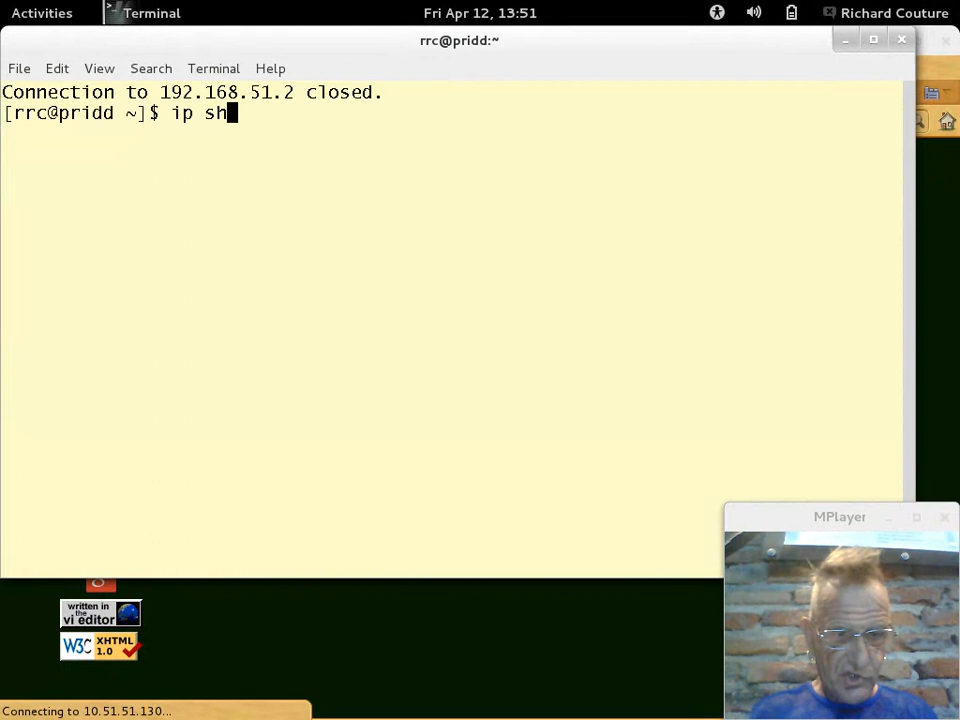 Activities
Terminal
Fri Apr 12, 13:51
Richard Couture
rrc@pridd:~
File Edit View Search Terminal Help
Connection to 192.168.51.2 closed.
[rrc@pridd ~]$ ip sh
MPlayer
written in
the
vi editor
W3C XHTML
1.0
Connecting to 10.51.51.130...